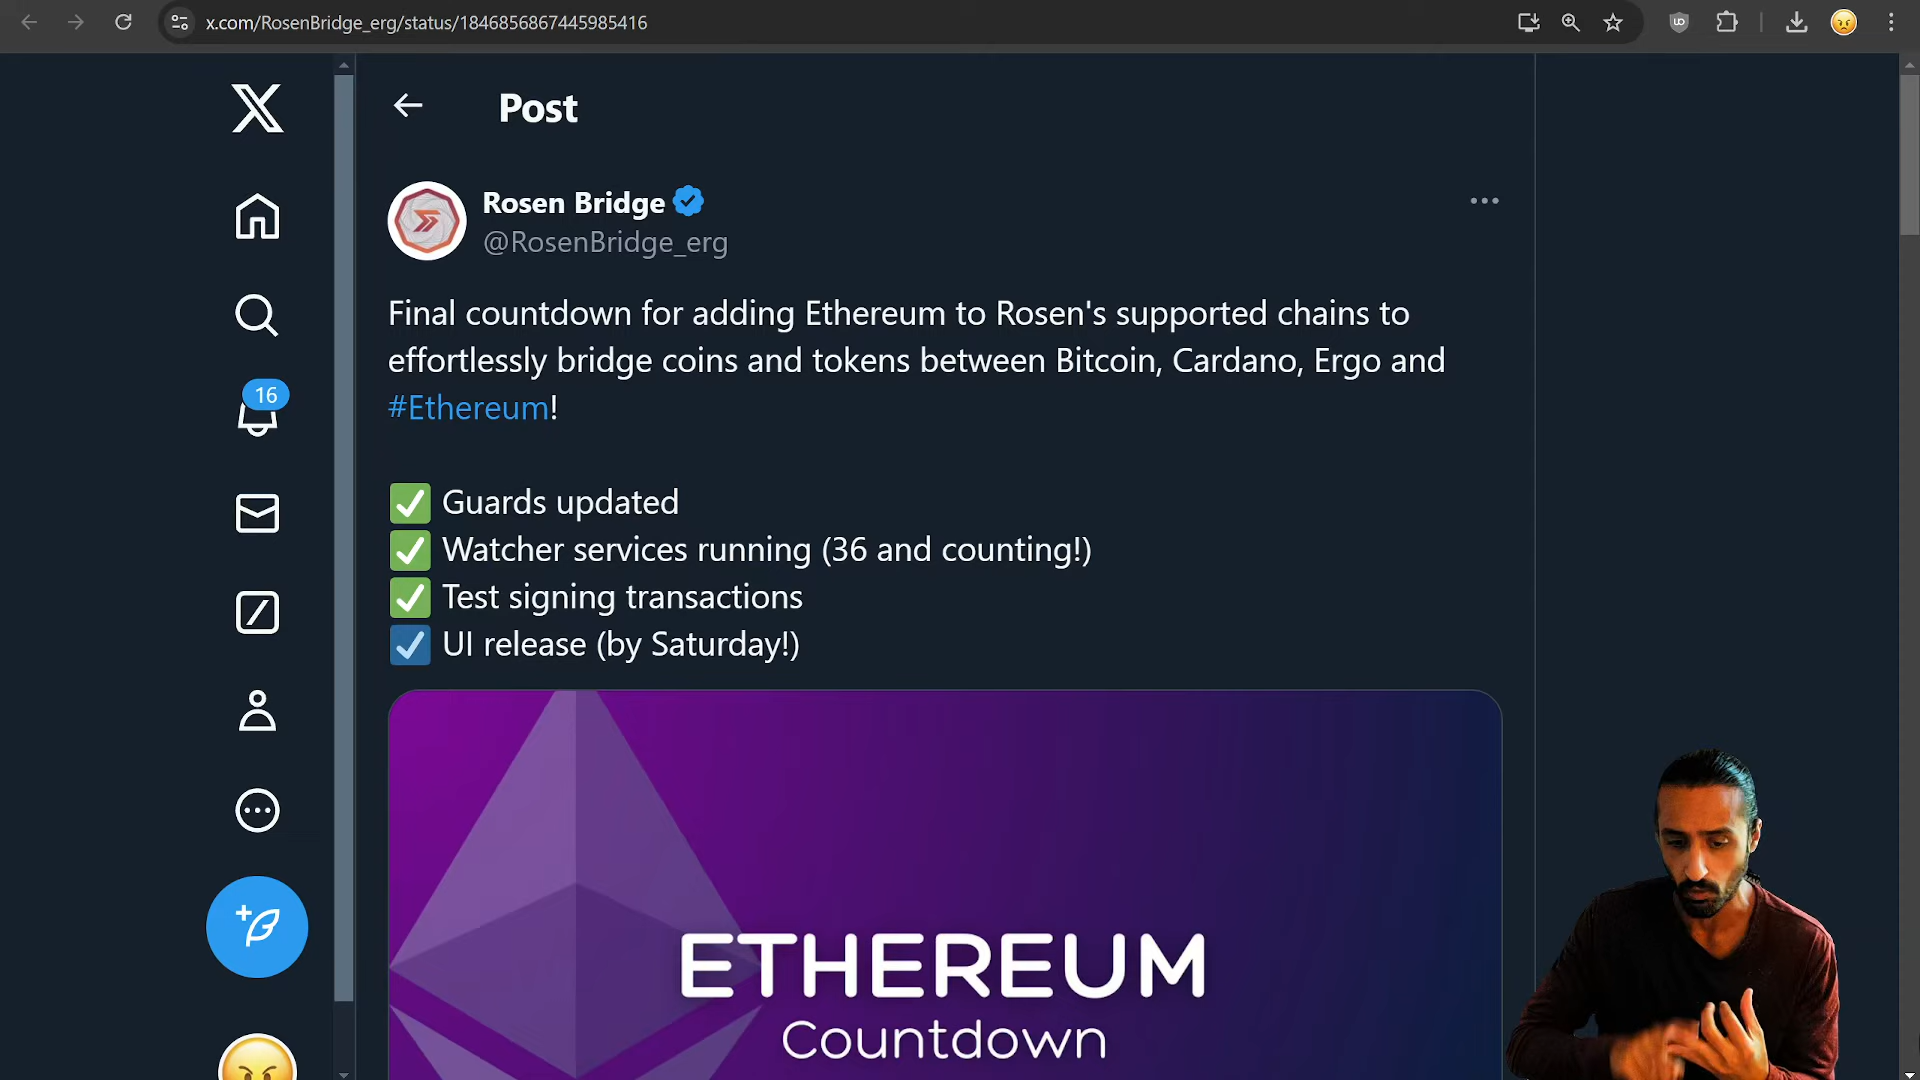 x.com/RosenBridge_erg/status/1846856867445985416
Post
Rosen Bridge
@RosenBridge_erg
Final countdown for adding Ethereum to Rosen's supported chains to
effortlessly bridge coins and tokens between Bitcoin, Cardano, Ergo and
#Ethereum!
16
Guards updated
Watcher services running (36 and counting!)
Test signing transactions
UI release (by Saturday!)
ETHEREUM
Countdown